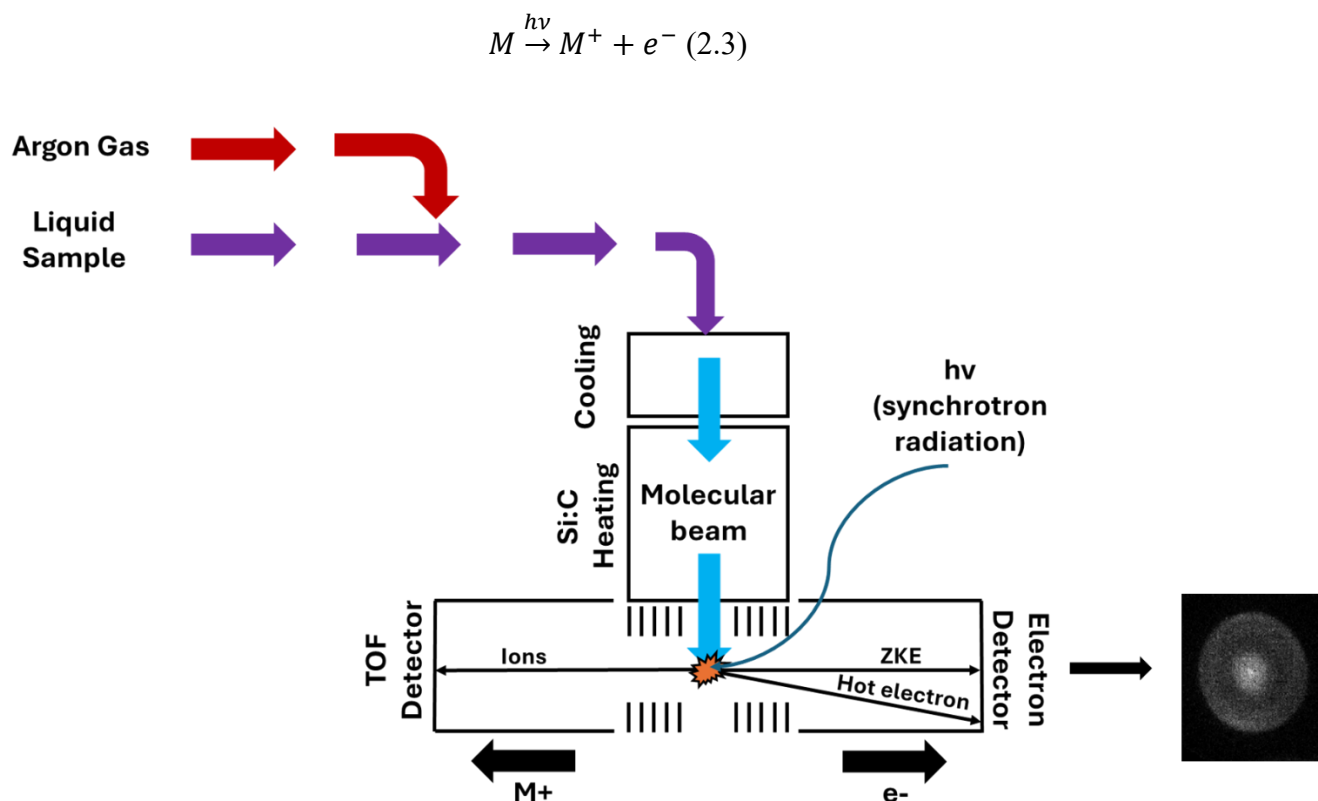 M →hν M⁺ + e⁻ (2.3)
Argon Gas
Liquid
Sample
Cooling
hv
(synchrotron
radiation)
Si:C
Heating
Molecular
beam
TOF
Detector
Ions
ZKE
Hot electron
Electron
Detector
M+
e-